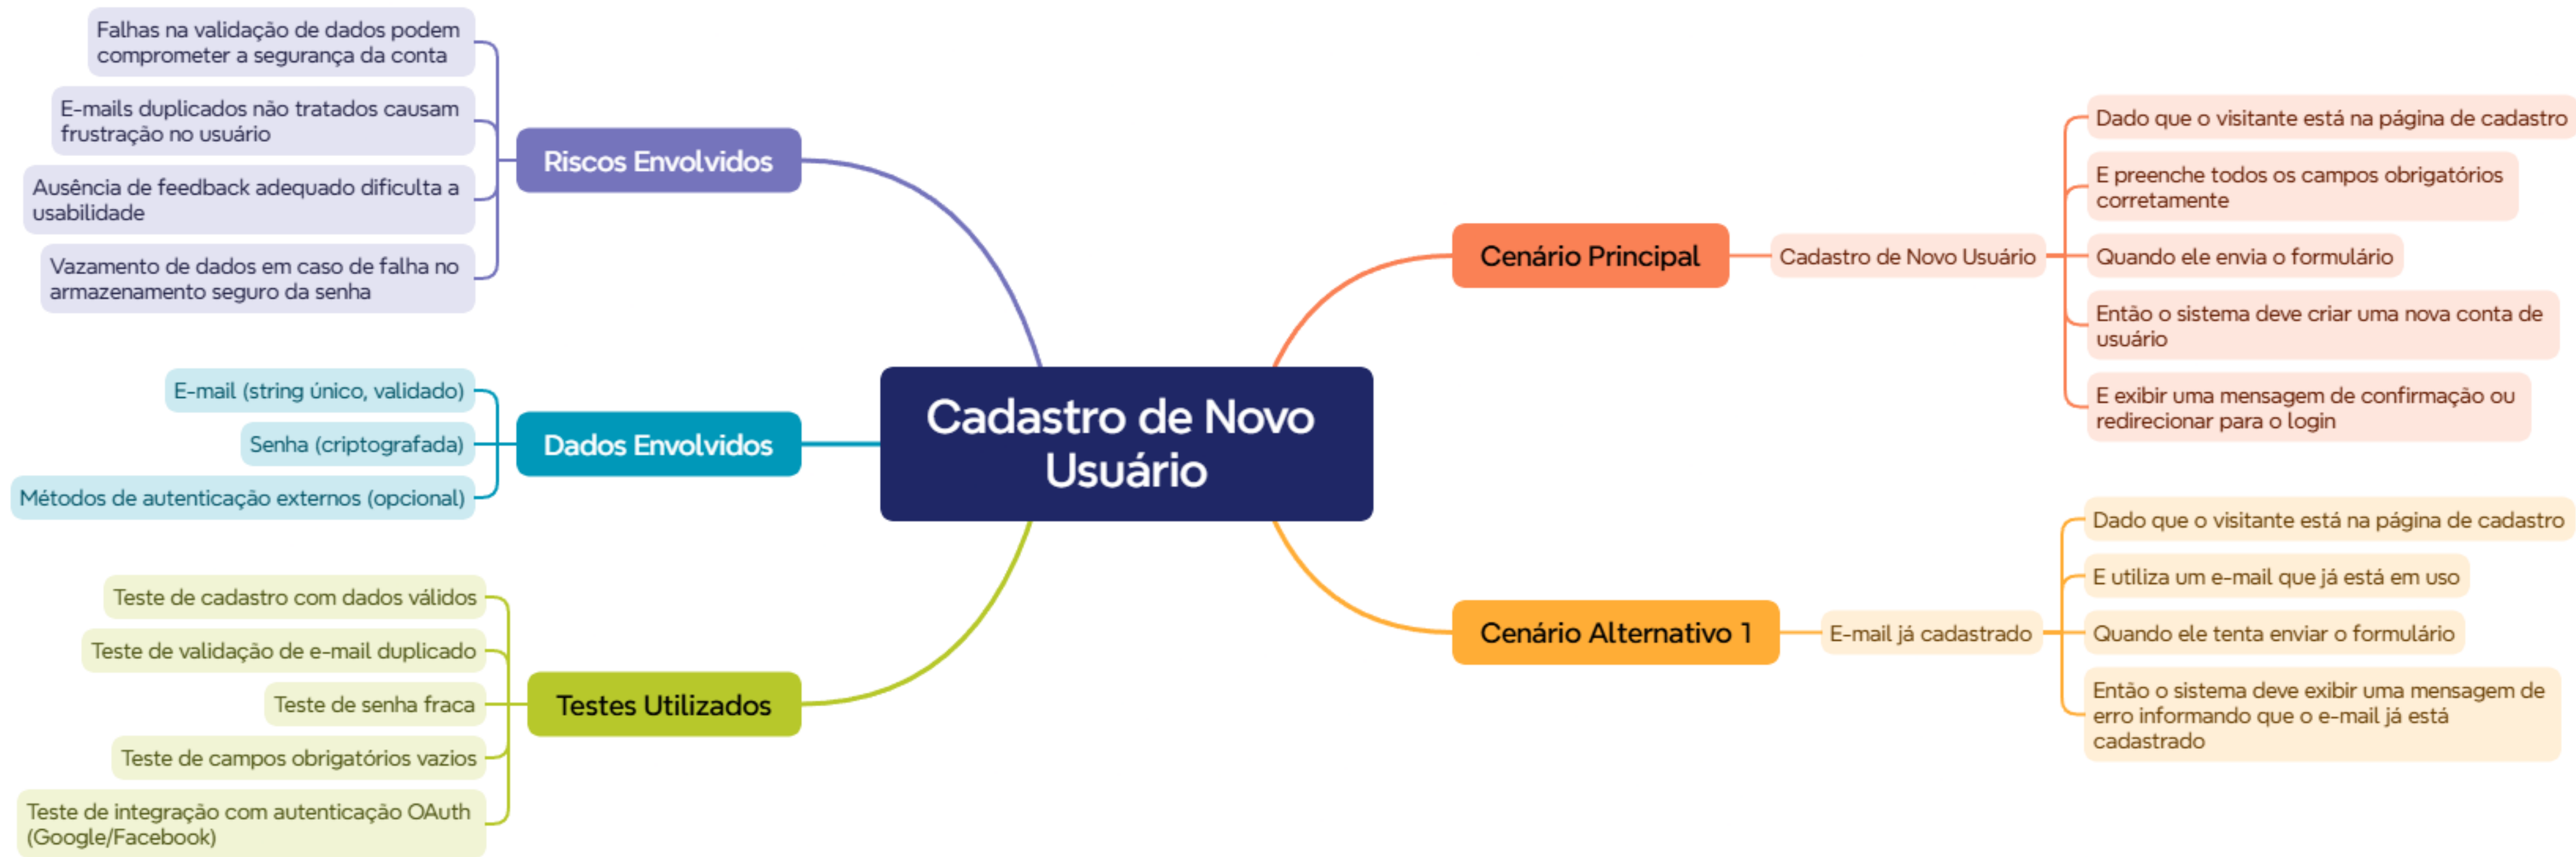 Cadastro de Novo
Usuário
Riscos Envolvidos
Falhas na validação de dados podem
comprometer a segurança da conta
E-mails duplicados não tratados causam
frustração no usuário
Ausência de feedback adequado dificulta a
usabilidade
Vazamento de dados em caso de falha no
armazenamento seguro da senha
Dados Envolvidos
E-mail (string único, validado)
Senha (criptografada)
Métodos de autenticação externos (opcional)
Testes Utilizados
Teste de cadastro com dados válidos
Teste de validação de e-mail duplicado
Teste de senha fraca
Teste de campos obrigatórios vazios
Teste de integração com autenticação OAuth
(Google/Facebook)
Cenário Principal
Cadastro de Novo Usuário
Dado que o visitante está na página de cadastro
E preenche todos os campos obrigatórios
corretamente
Quando ele envia o formulário
Então o sistema deve criar uma nova conta de
usuário
E exibir uma mensagem de confirmação ou
redirecionar para o login
Cenário Alternativo 1
E-mail já cadastrado
Dado que o visitante está na página de cadastro
E utiliza um e-mail que já está em uso
Quando ele tenta enviar o formulário
Então o sistema deve exibir uma mensagem de
erro informando que o e-mail já está
cadastrado